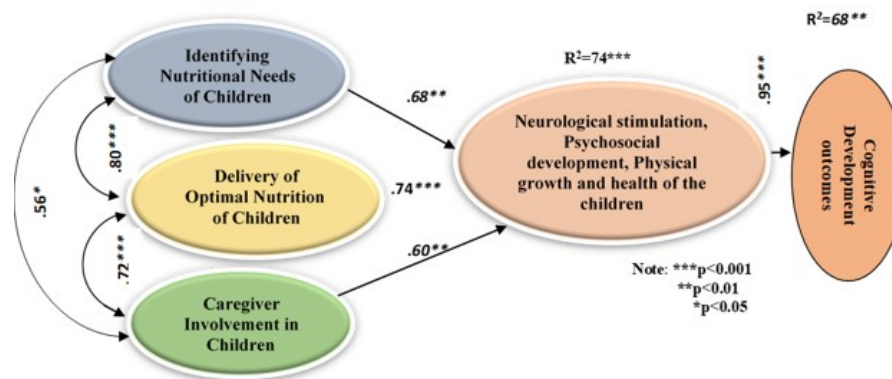 R²=68**
Identifying
Nutritional Needs
of Children
R²=74***
.95***
.68**
Neurological stimulation,
Psychosocial
development, Physical
growth and health of the
children
Cognitive
Development
outcomes
.80***
.56*
Delivery of
Optimal Nutrition
of Children
.74***
.72***
.60**
Caregiver
Involvement in
Children
Note: ***p<0.001
**p<0.01
*p<0.05